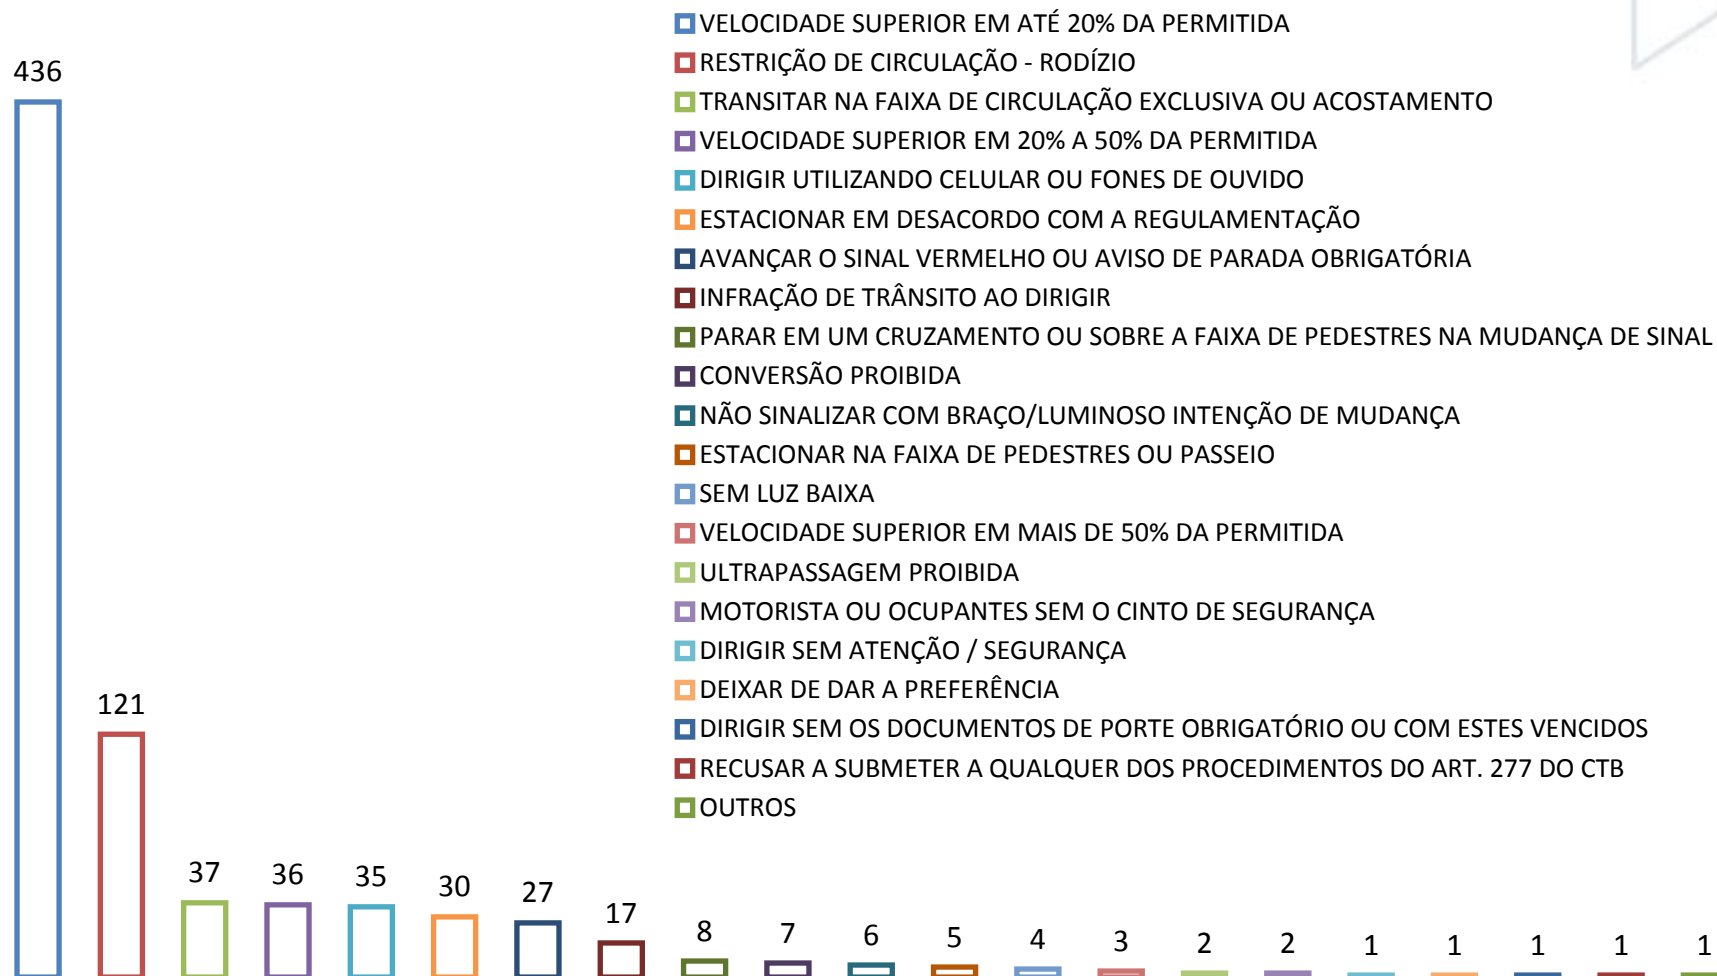 VELOCIDADE SUPERIOR EM ATÉ 20% DA PERMITIDA
RESTRIÇÃO DE CIRCULAÇÃO - RODÍZIO
TRANSITAR NA FAIXA DE CIRCULAÇÃO EXCLUSIVA OU ACOSTAMENTO
VELOCIDADE SUPERIOR EM 20% A 50% DA PERMITIDA
DIRIGIR UTILIZANDO CELULAR OU FONES DE OUVIDO
ESTACIONAR EM DESACORDO COM A REGULAMENTAÇÃO
AVANÇAR O SINAL VERMELHO OU AVISO DE PARADA OBRIGATÓRIA
INFRAÇÃO DE TRÂNSITO AO DIRIGIR
PARAR EM UM CRUZAMENTO OU SOBRE A FAIXA DE PEDESTRES NA MUDANÇA DE SINAL
CONVERSÃO PROIBIDA
NÃO SINALIZAR COM BRAÇO/LUMINOSO INTENÇÃO DE MUDANÇA
ESTACIONAR NA FAIXA DE PEDESTRES OU PASSEIO
SEM LUZ BAIXA
VELOCIDADE SUPERIOR EM MAIS DE 50% DA PERMITIDA
ULTRAPASSAGEM PROIBIDA
MOTORISTA OU OCUPANTES SEM O CINTO DE SEGURANÇA
DIRIGIR SEM ATENÇÃO / SEGURANÇA
DEIXAR DE DAR A PREFERÊNCIA
DIRIGIR SEM OS DOCUMENTOS DE PORTE OBRIGATÓRIO OU COM ESTES VENCIDOS
RECUSAR A SUBMETER A QUALQUER DOS PROCEDIMENTOS DO ART. 277 DO CTB
OUTROS
436
121
37 36 35 30 27 17 8 7 6 5 4 3 2 2 1 1 1 1 1